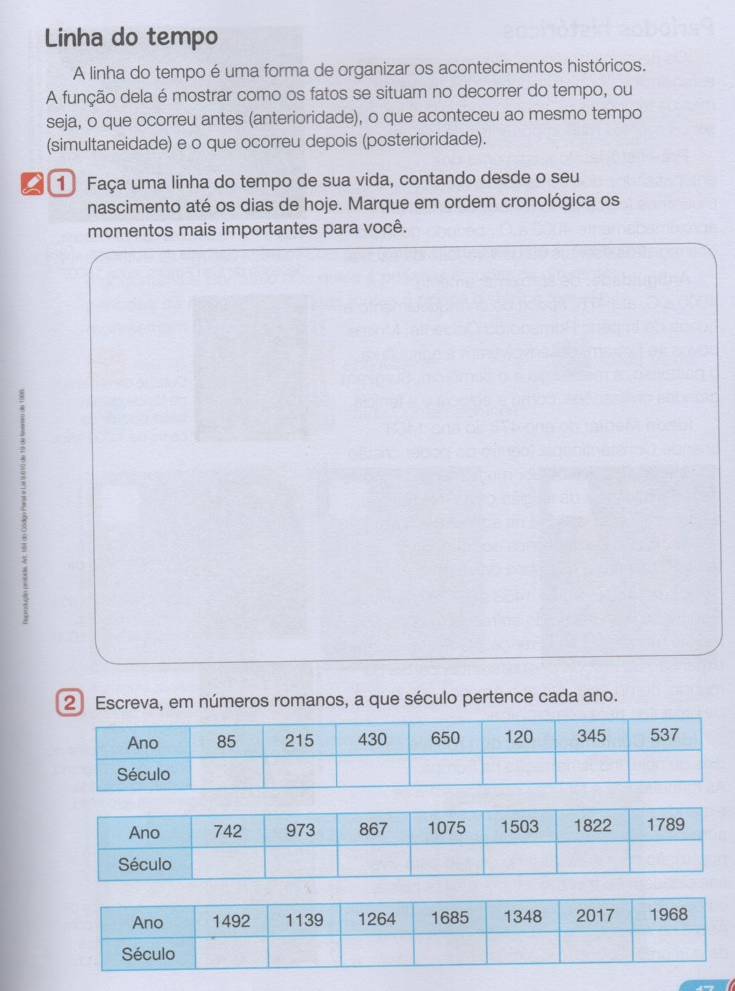 Linha do tempo
A linha do tempo é uma forma de organizar os acontecimentos históricos.
A função dela é mostrar como os fatos se situam no decorrer do tempo, ou
seja, o que ocorreu antes (anterioridade), o que aconteceu ao mesmo tempo
(simultaneidade) e o que ocorreu depois (posterioridade).
1 Faça uma linha do tempo de sua vida, contando desde o seu
nascimento até os dias de hoje. Marque em ordem cronológica os
momentos mais importantes para você.
Reprodução proibida. Art. 184 do Código Penal e Lei 9.610 de 19 de fevereiro de 1998.
2 Escreva, em números romanos, a que século pertence cada ano.
Ano 85 215 430 650 120 345 537
Século
Ano 742 973 867 1075 1503 1822 1789
Século
Ano 1492 1139 1264 1685 1348 2017 1968
Século
17